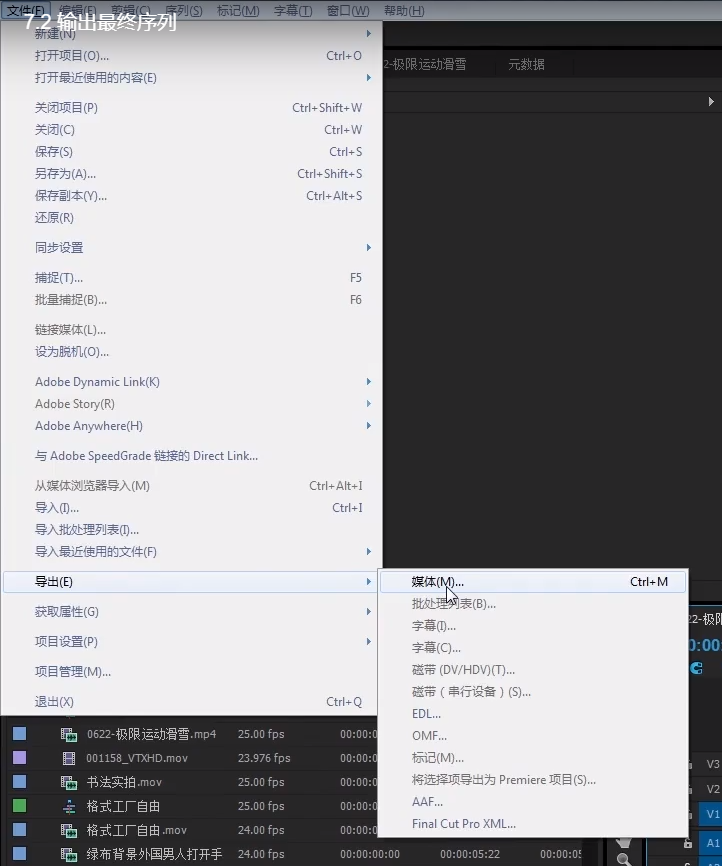 文件(F) 编辑(E) 剪辑(C) 序列(S) 标记(M) 字幕(T) 窗口(W) 帮助(H)
7.2 输出最终序列
新建(N)
打开项目(O)... Ctrl+O
2-极限运动滑雪 元数据
打开最近使用的内容(E)
关闭项目(P) Ctrl+Shift+W
关闭(C) Ctrl+W
保存(S) Ctrl+S
另存为(A)... Ctrl+Shift+S
保存副本(Y)... Ctrl+Alt+S
还原(R)
同步设置
捕捉(T)... F5
批量捕捉(B)... F6
链接媒体(L)...
设为脱机(O)...
Adobe Dynamic Link(K)
Adobe Story(R)
Adobe Anywhere(H)
与 Adobe SpeedGrade 链接的 Direct Link...
从媒体浏览器导入(M) Ctrl+Alt+I
导入(I)... Ctrl+I
导入批处理列表(I)...
导入最近使用的文件(F)
导出(E)
媒体(M)... Ctrl+M
批处理列表(B)...
获取属性(G)
字幕(I)...
22-极限
项目设置(P)
字幕(C)...
0:00
项目管理(M)...
磁带 (DV/HDV)(T)...
磁带（串行设备）(S)...
退出(X) Ctrl+Q
EDL...
OMF...
标记(M)...
将选择项导出为 Premiere 项目(S)...
AAF...
Final Cut Pro XML...
0622-极限运动滑雪.mp4 25.00 fps 00:00:0
001158_VTXHD.mov 23.976 fps 00:00:0
V3
书法实拍.mov 25.00 fps 00:00:0
V2
格式工厂自由 25.00 fps 00:00:0
V1
格式工厂自由.mov 24.00 fps 00:00:0
A1
绿布背景外国男人打开手 24.00 fps 00:00:00:00 00:00:05:22 00:00:05
A2